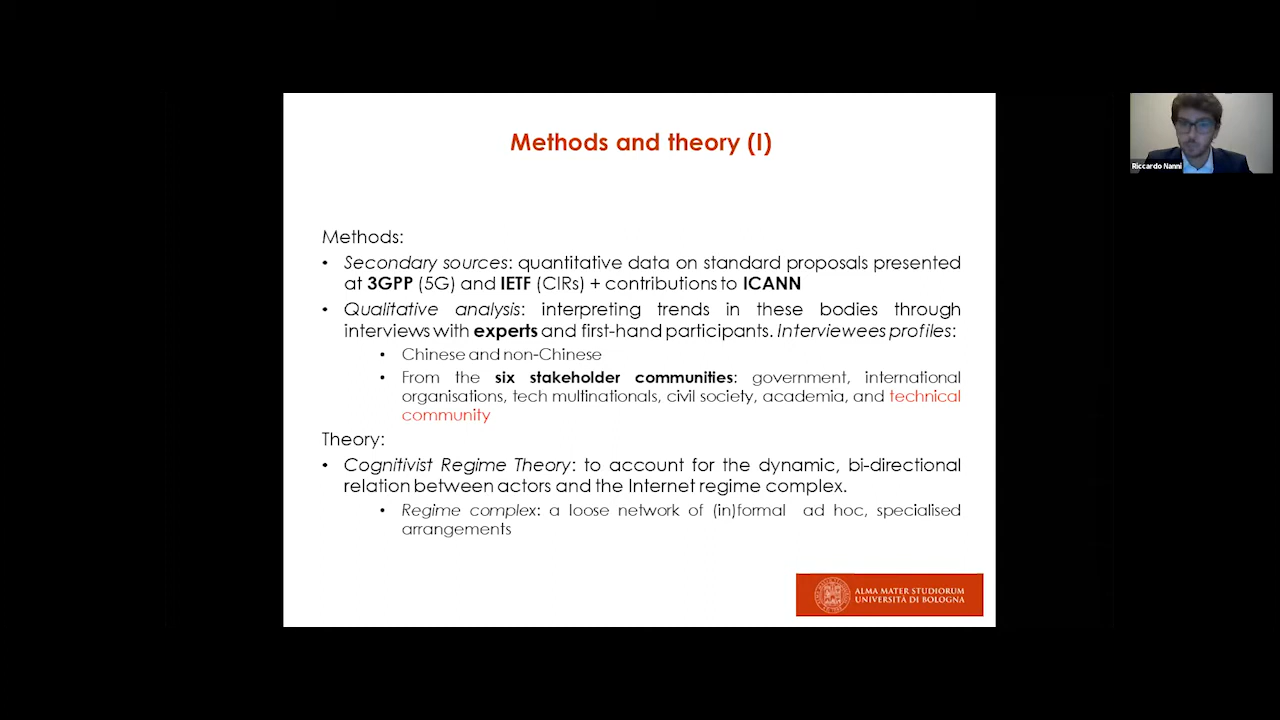 Methods and theory (I)
Riccardo Nanni
Methods:
• Secondary sources: quantitative data on standard proposals presented
at 3GPP (5G) and IETF (CIRs) + contributions to ICANN
• Qualitative analysis: interpreting trends in these bodies through
interviews with experts and first-hand participants. Interviewees profiles:
• Chinese and non-Chinese
• From the six stakeholder communities: government, international
organisations, tech multinationals, civil society, academia, and technical
community
Theory:
• Cognitivist Regime Theory: to account for the dynamic, bi-directional
relation between actors and the Internet regime complex.
• Regime complex: a loose network of (in)formal ad hoc, specialised
arrangements
ALMA MATER STUDIORUM
UNIVERSITÀ DI BOLOGNA